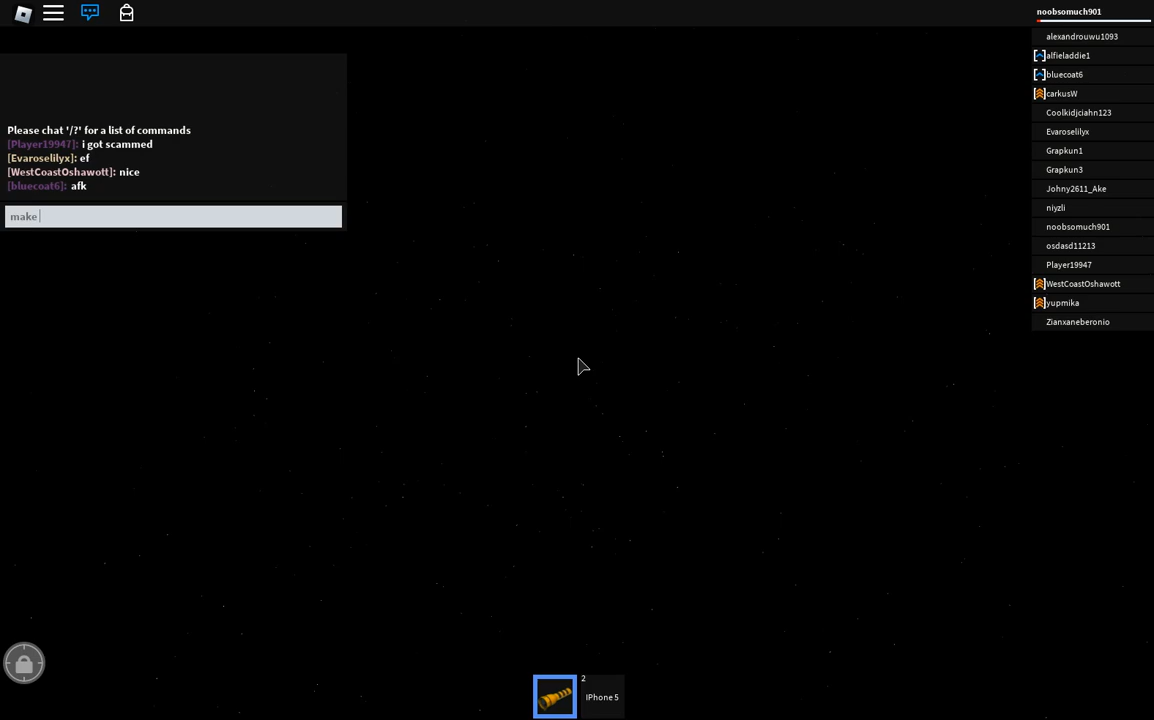 noobsomuch901
Please chat '/?' for a list of commands
[Player19947]: i got scammed
[Evaroselilyx]: ef
[WestCoastOshawott]: nice
[bluecoat6]: afk
make
alexandrouwu1093
alfieladdie1
bluecoat6
carkusW
Coolkidjciahn123
Evaroselilyx
Grapkun1
Grapkun3
Johny2611_Ake
niyzli
noobsomuch901
osdasd11213
Player19947
WestCoastOshawott
yupmika
Zianxaneberonio
2
IPhone 5